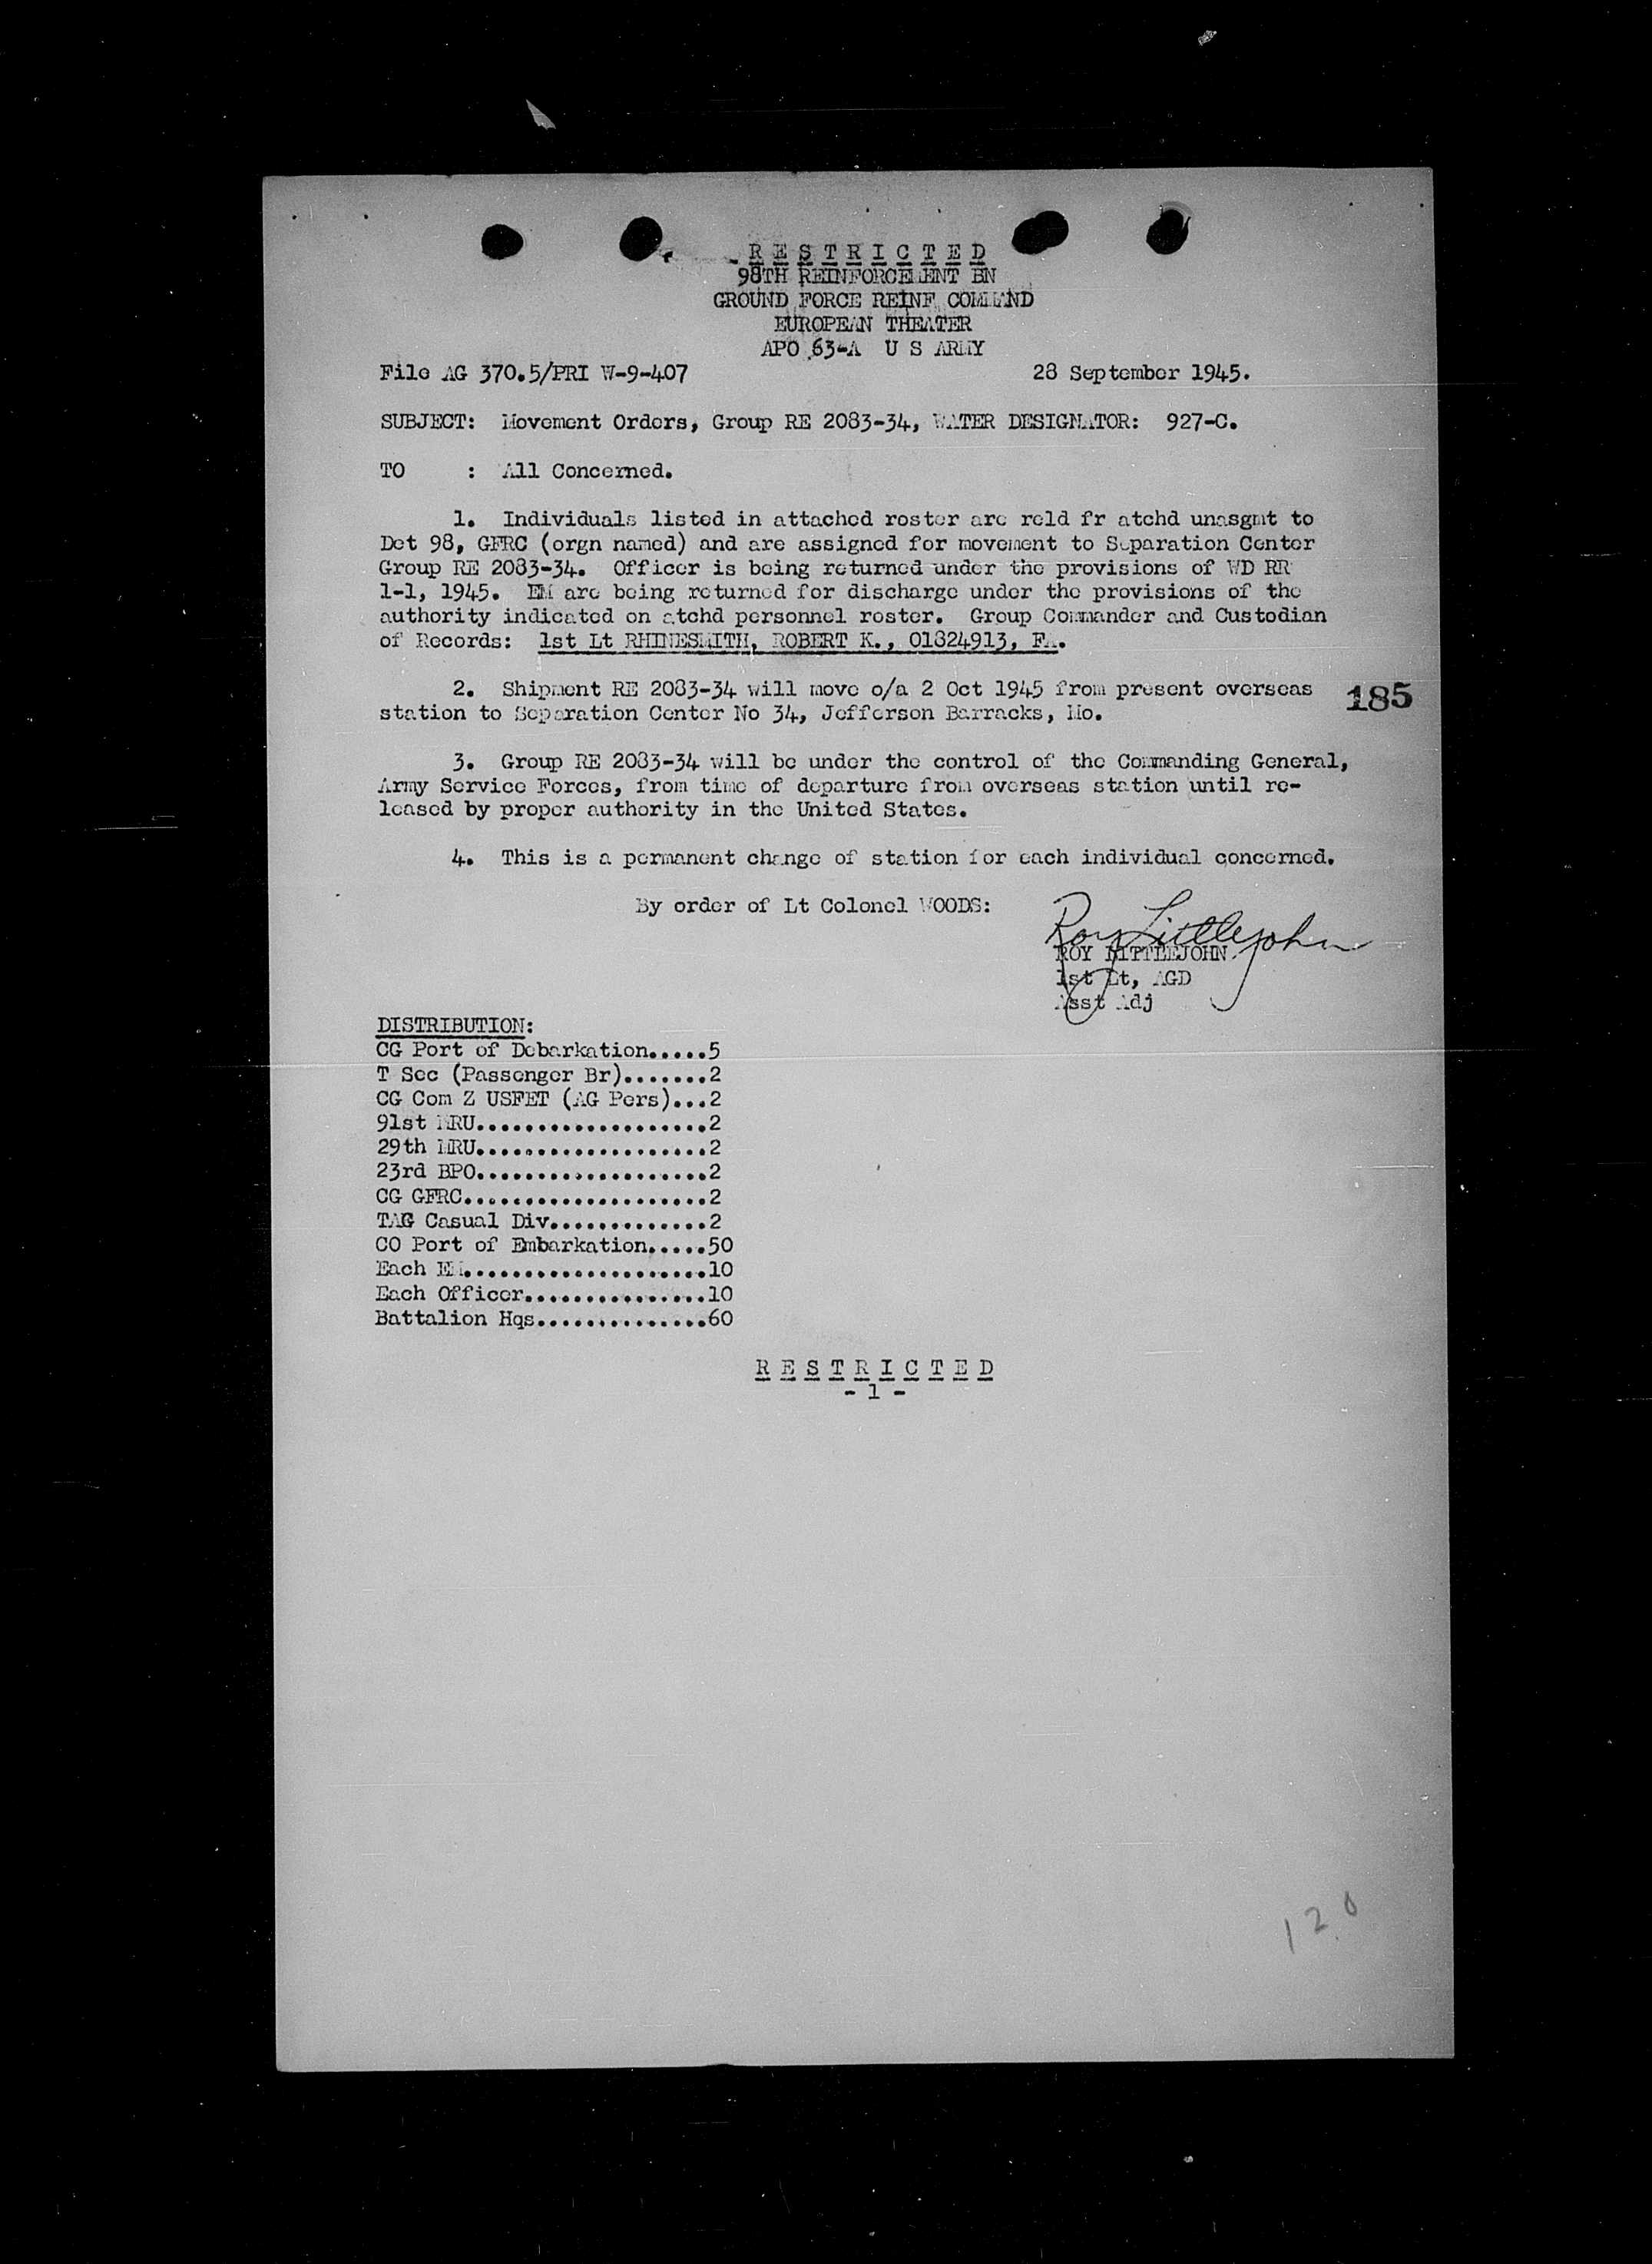 RESTRICTED
98TH REINFORCEMENT BN
GROUND FORCE REINF COMMAND
EUROPEAN THEATER
APO 63-A U S ARMY
File AG 370.5/PRI W-9-407 28 September 1945.
SUBJECT: Movement Orders, Group RE 2083-34, WATER DESIGNATOR: 927-C.
TO : All Concerned.
1. Individuals listed in attached roster are reld fr atchd unasgmt to
Det 98, GFRC (orgn named) and are assigned for movement to Separation Center
Group RE 2083-34. Officer is being returned under the provisions of WD RR
1-1, 1945. EM are being returned for discharge under the provisions of the
authority indicated on atchd personnel roster. Group Commander and Custodian
of Records: 1st Lt RHINESMITH, ROBERT K., 01824913, FA.
2. Shipment RE 2083-34 will move o/a 2 Oct 1945 from present overseas
station to Separation Center No 34, Jefferson Barracks, Mo.
185
3. Group RE 2083-34 will be under the control of the Commanding General,
Army Service Forces, from time of departure from overseas station until re-
leased by proper authority in the United States.
4. This is a permanent change of station for each individual concerned.
By order of Lt Colonel WOODS:
Roy Littlejohn
ROY LITTLEJOHN
1st Lt, AGD
Asst Adj
DISTRIBUTION:
CG Port of Debarkation.....5
T Sec (Passenger Br).......2
CG Com Z USFET (AG Pers)...2
91st MRU...................2
29th MRU...................2
23rd BPO...................2
CG GFRC....................2
TAG Casual Div.............2
CO Port of Embarkation.....50
Each EM....................10
Each Officer...............10
Battalion Hqs..............60
RESTRICTED
- 1 -
120